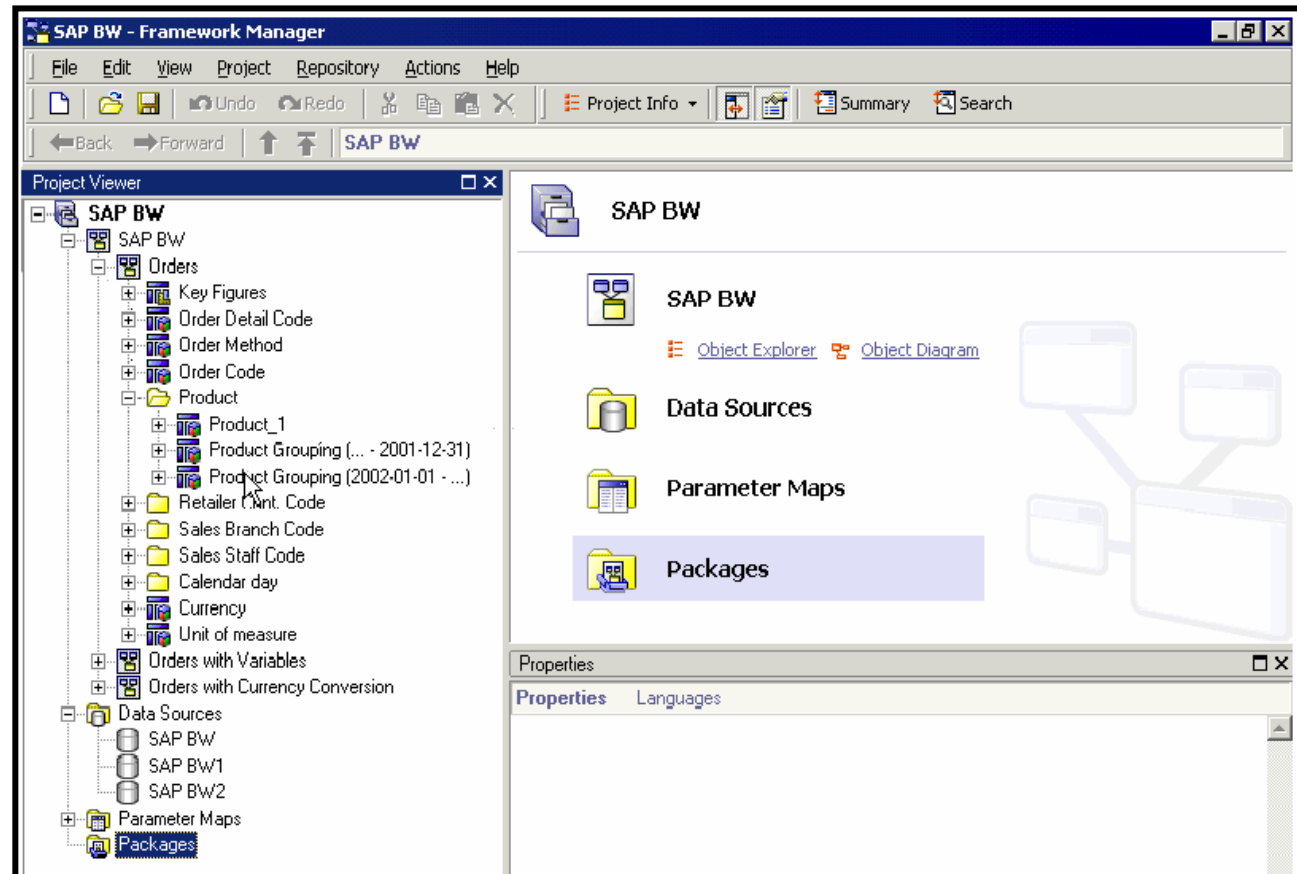 SAP BW - Framework Manager
File Edit View Project Repository Actions Help
Undo Redo Project Info Summary Search
Back Forward SAP BW
Project Viewer
SAP BW
SAP BW
Orders
Key Figures
Order Detail Code
Order Method
Order Code
Product
Product_1
Product Grouping (... - 2001-12-31)
Product Grouping (2002-01-01 - ...)
Retailer Cnt. Code
Sales Branch Code
Sales Staff Code
Calendar day
Currency
Unit of measure
Orders with Variables
Orders with Currency Conversion
Data Sources
SAP BW
SAP BW1
SAP BW2
Parameter Maps
Packages
SAP BW
SAP BW
Object Explorer Object Diagram
Data Sources
Parameter Maps
Packages
Properties
Properties Languages